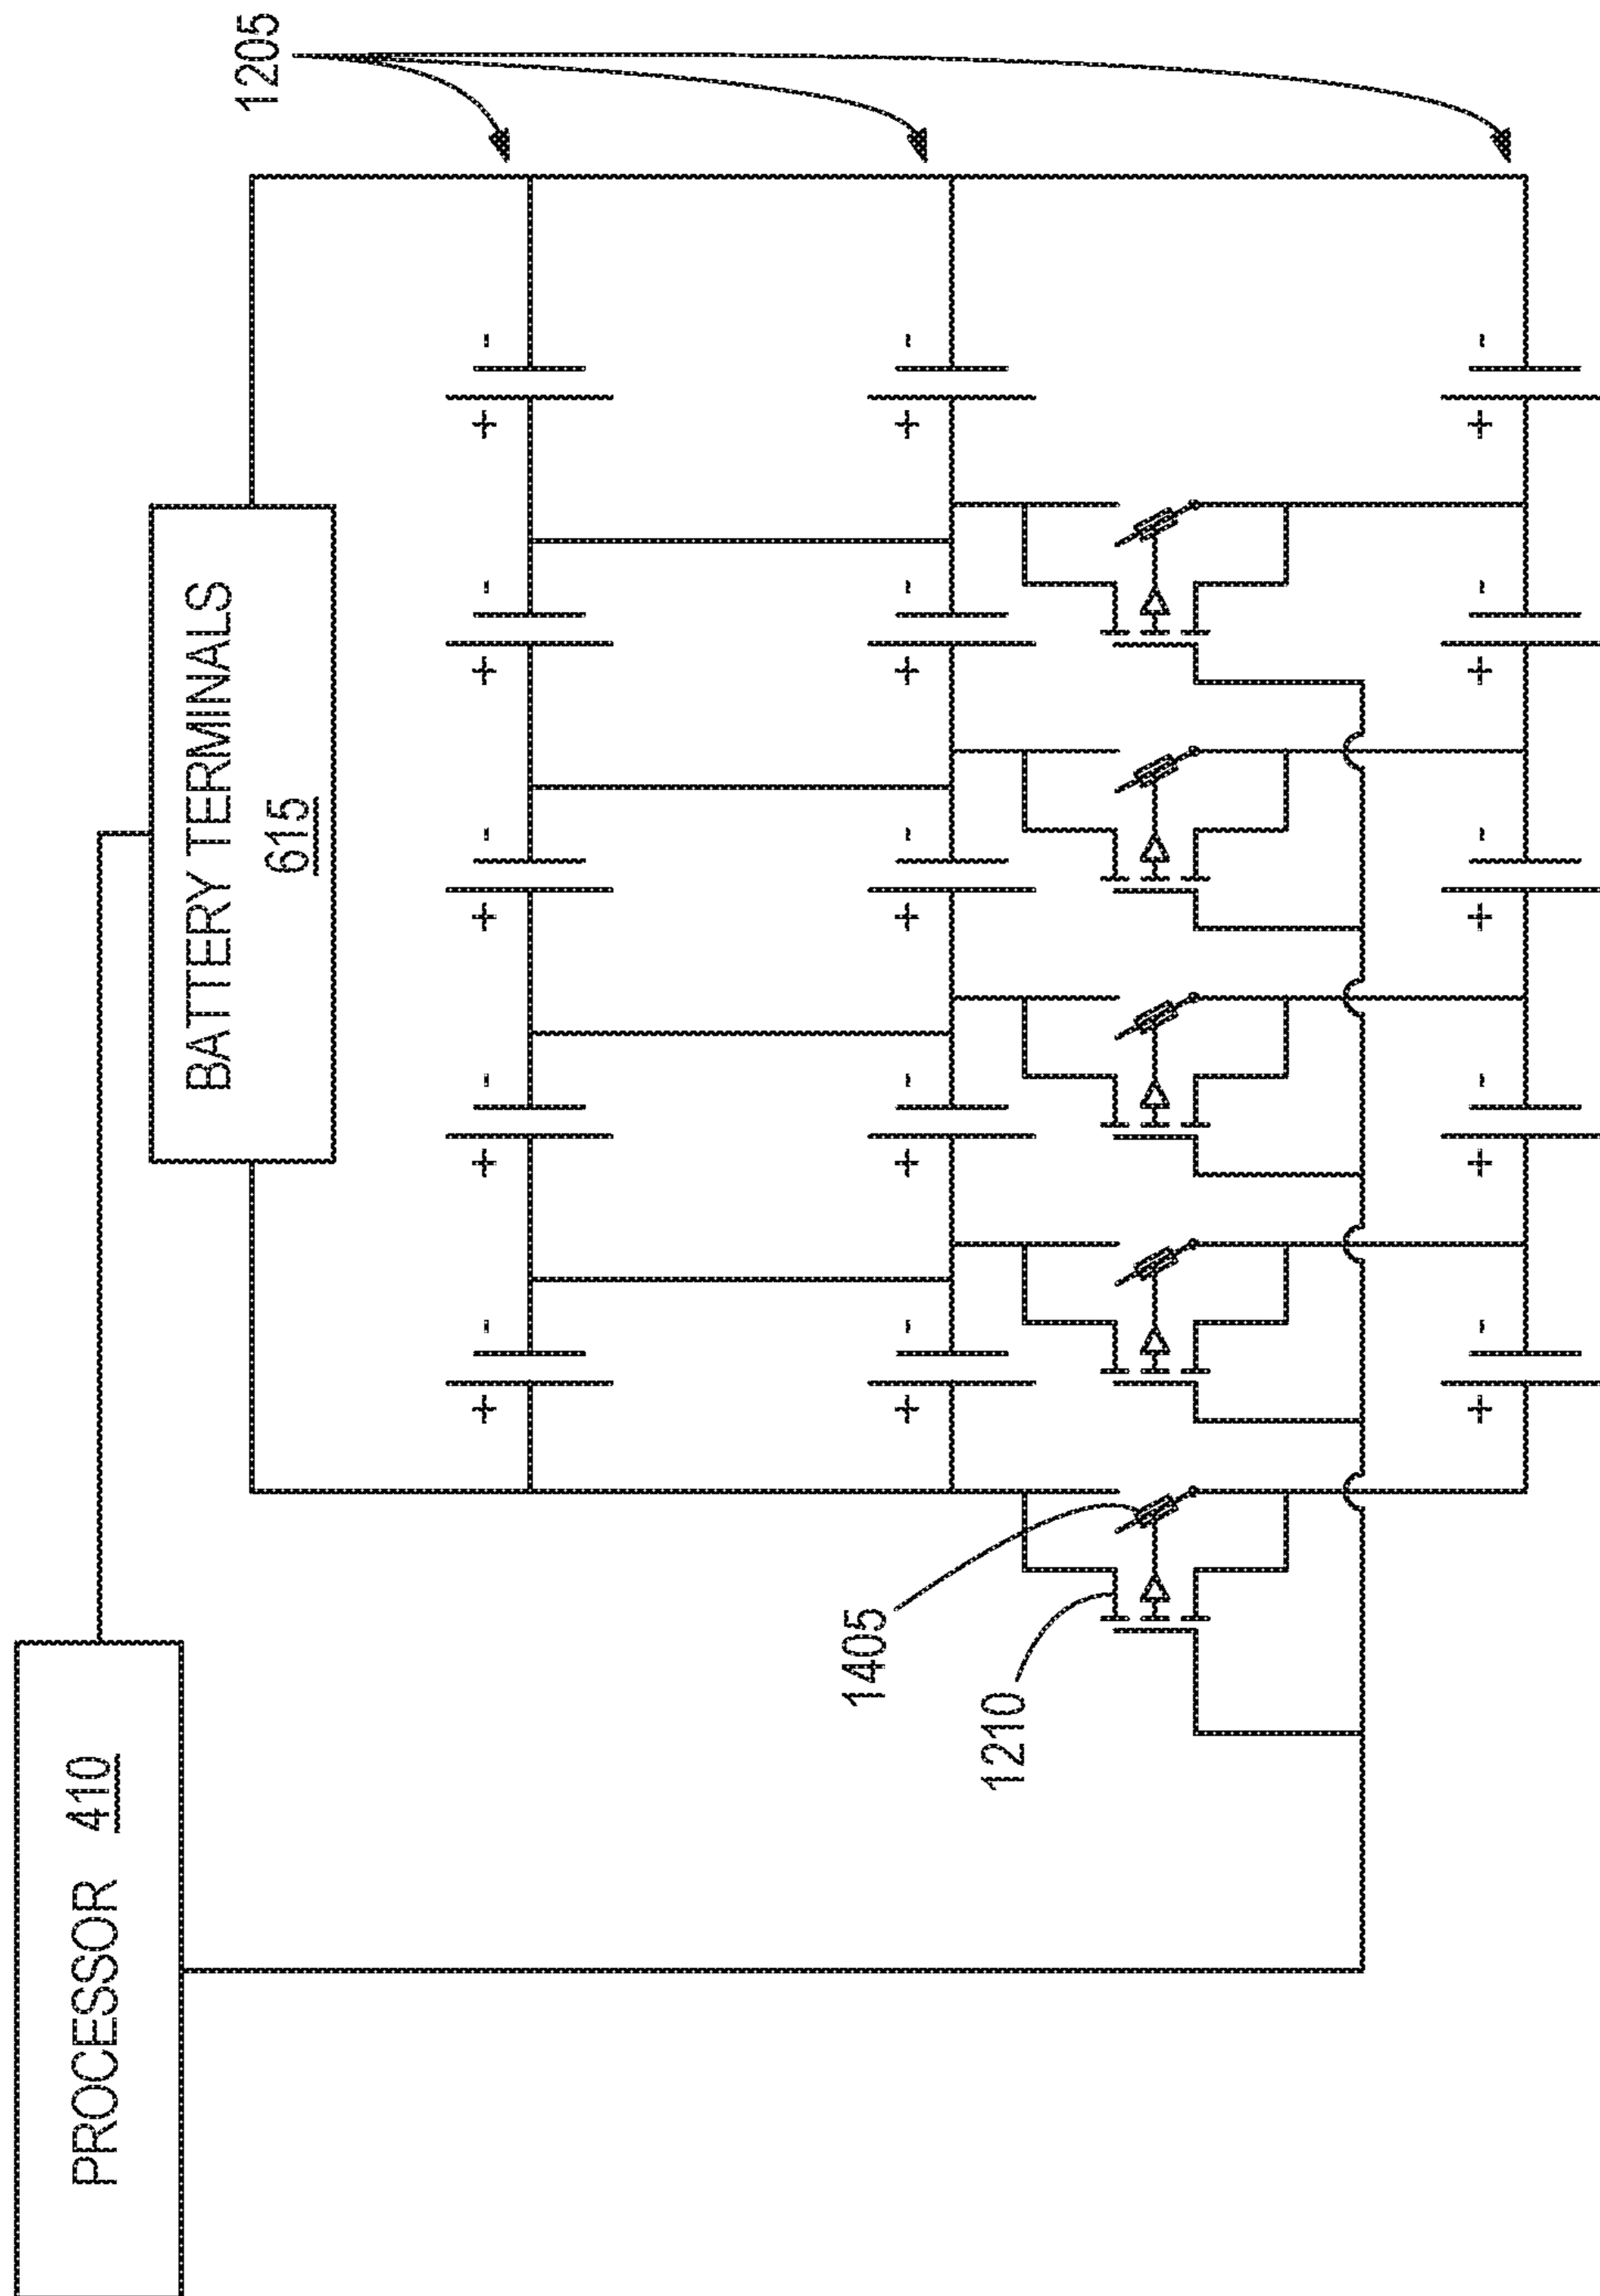 PROCESSOR 410
BATTERY TERMINALS
615
1205
1405
1210
+ - + - + - + - + -
+ - + - + - + - + -
+ - + - + - + - + -